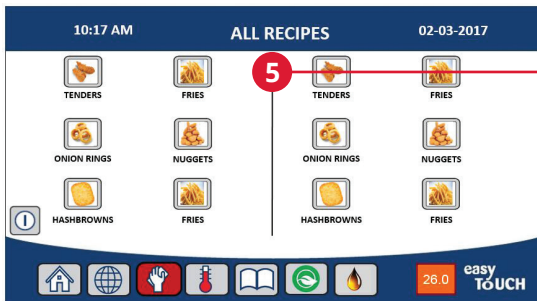 10:17 AM ALL RECIPES 02-03-2017
5
TENDERS FRIES TENDERS FRIES
ONION RINGS NUGGETS ONION RINGS NUGGETS
HASHBROWNS FRIES HASHBROWNS FRIES
26.0 easy TOUCH